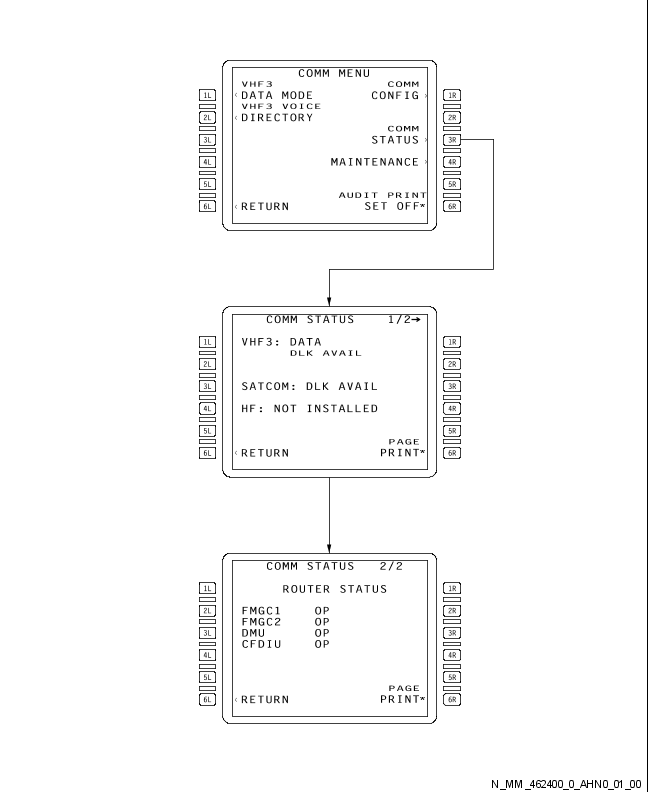 COMM MENU
VHF3 COMM
1L ‹DATA MODE CONFIG› 1R
VHF3 VOICE
2L ‹DIRECTORY 2R
COMM
3L STATUS› 3R
4L MAINTENANCE› 4R
5L 5R
AUDIT PRINT
6L ‹RETURN SET OFF* 6R
COMM STATUS 1/2→
1L VHF3: DATA 1R
DLK AVAIL
2L 2R
3L SATCOM: DLK AVAIL 3R
4L HF: NOT INSTALLED 4R
5L 5R
PAGE
6L ‹RETURN PRINT* 6R
COMM STATUS 2/2
1L ROUTER STATUS 1R
2L FMGC1 OP 2R
FMGC2 OP
3L DMU OP 3R
CFDIU OP
4L 4R
5L 5R
PAGE
6L ‹RETURN PRINT* 6R
N_MM_462400_0_AHN0_01_00